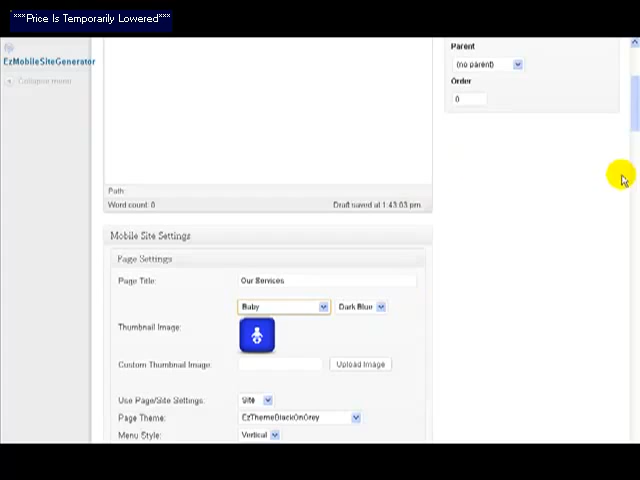 ***Price Is Temporarily Lowered***
EzMobileSiteGenerator
Collapse menu
Parent
(no parent)
Order
0
Path:
Word count: 0
Draft saved at 1:43:03 pm.
Mobile Site Settings
Page Settings
Page Title:
Our Services
Baby
Dark Blue
Thumbnail Image:
Custom Thumbnail Image:
Upload Image
Use Page/Site Settings:
Site
Page Theme:
EzThemeBlackOnGrey
Menu Style:
Vertical